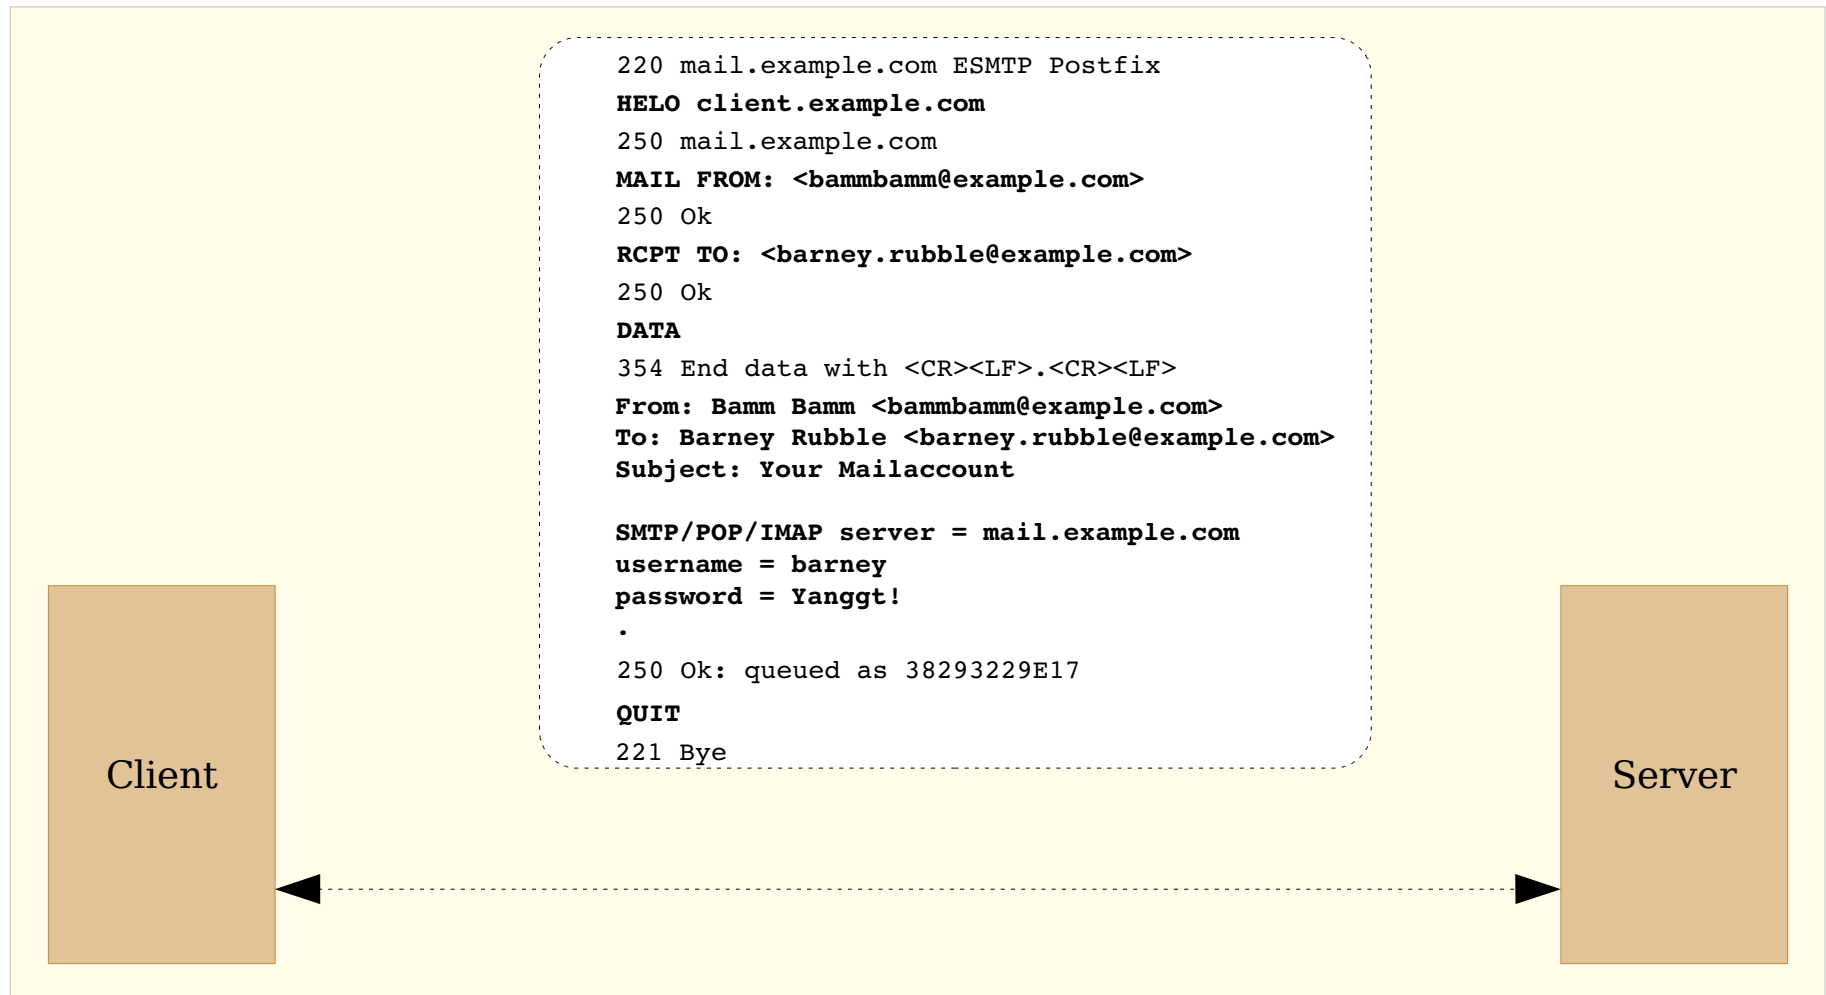 220 mail.example.com ESMTP Postfix
HELO client.example.com
250 mail.example.com
MAIL FROM: <bammbamm@example.com>
250 Ok
RCPT TO: <barney.rubble@example.com>
250 Ok
DATA
354 End data with <CR><LF>.<CR><LF>
From: Bamm Bamm <bammbamm@example.com>
To: Barney Rubble <barney.rubble@example.com>
Subject: Your Mailaccount

SMTP/POP/IMAP server = mail.example.com
username = barney
password = Yanggt!
.
250 Ok: queued as 38293229E17
QUIT
221 Bye
Client
Server